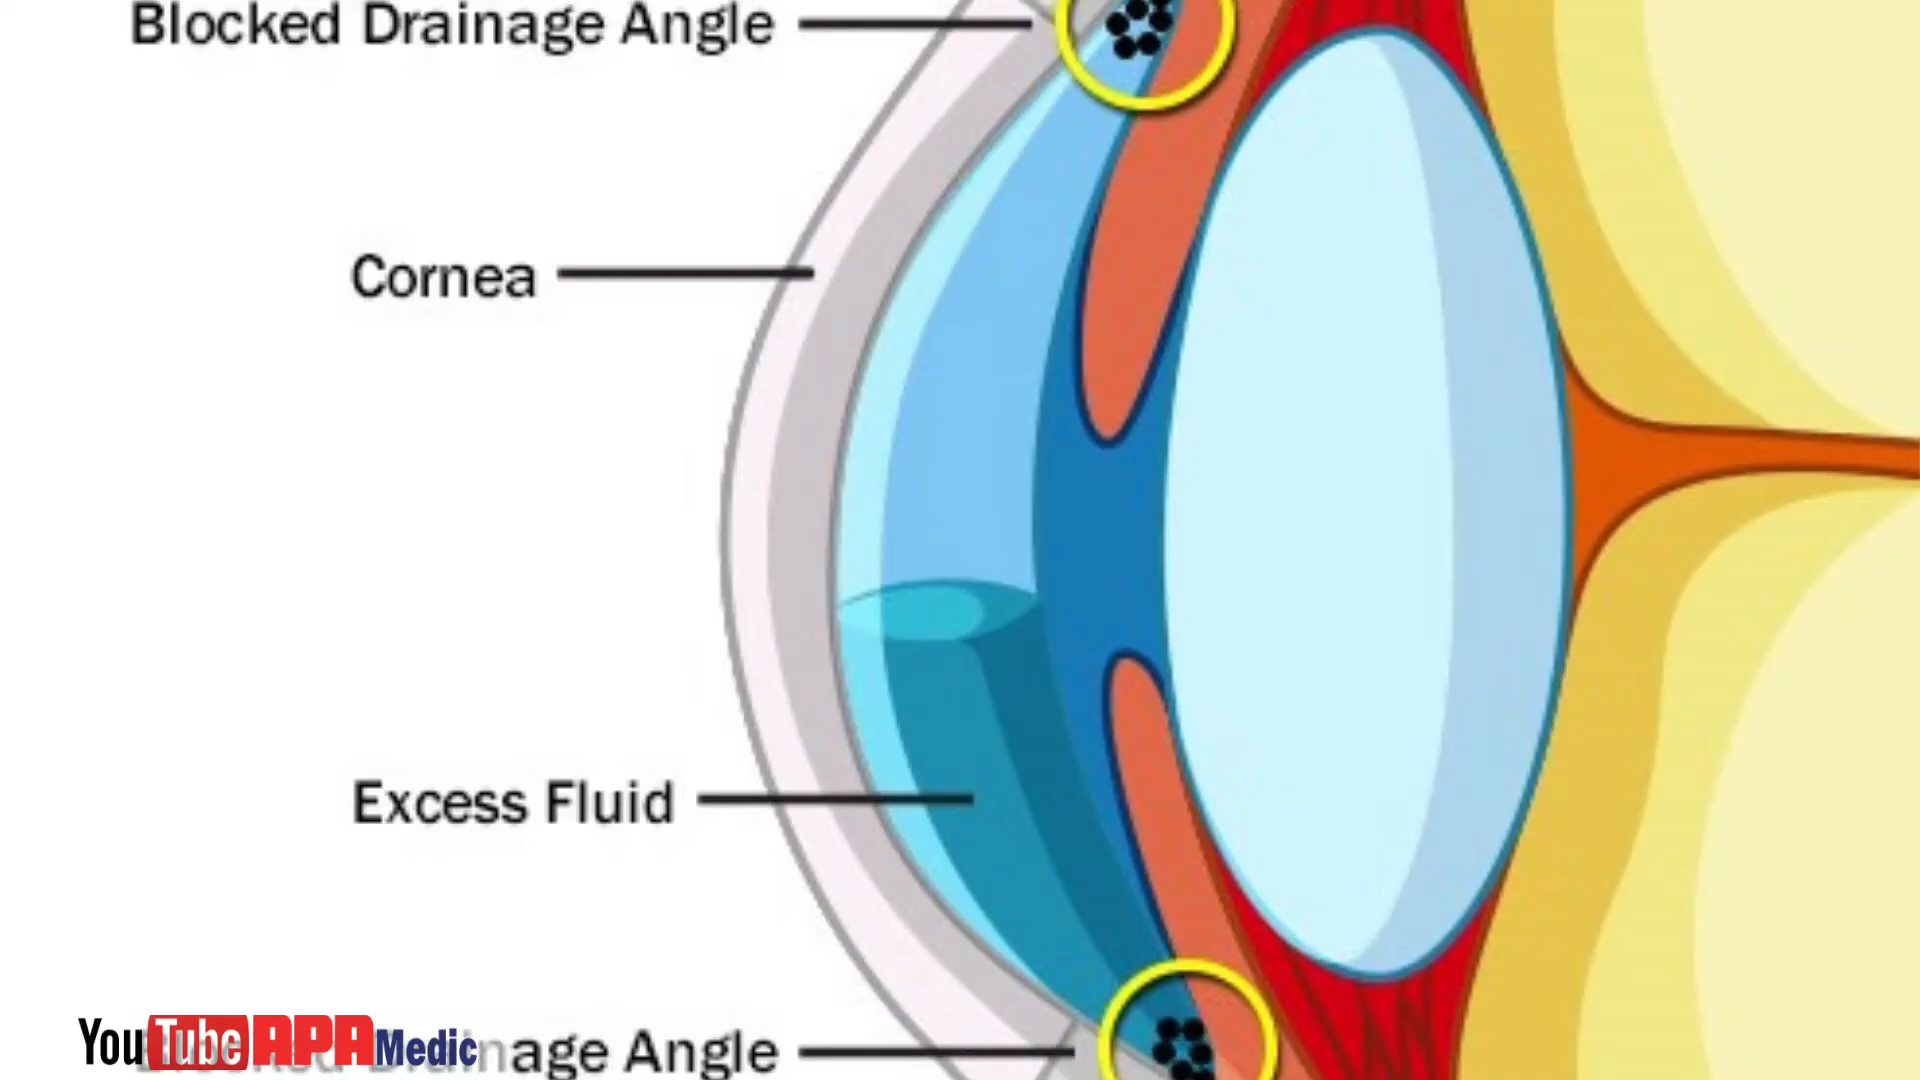 Blocked Drainage Angle
Cornea
Excess Fluid
YouTube APA Medic
age Angle